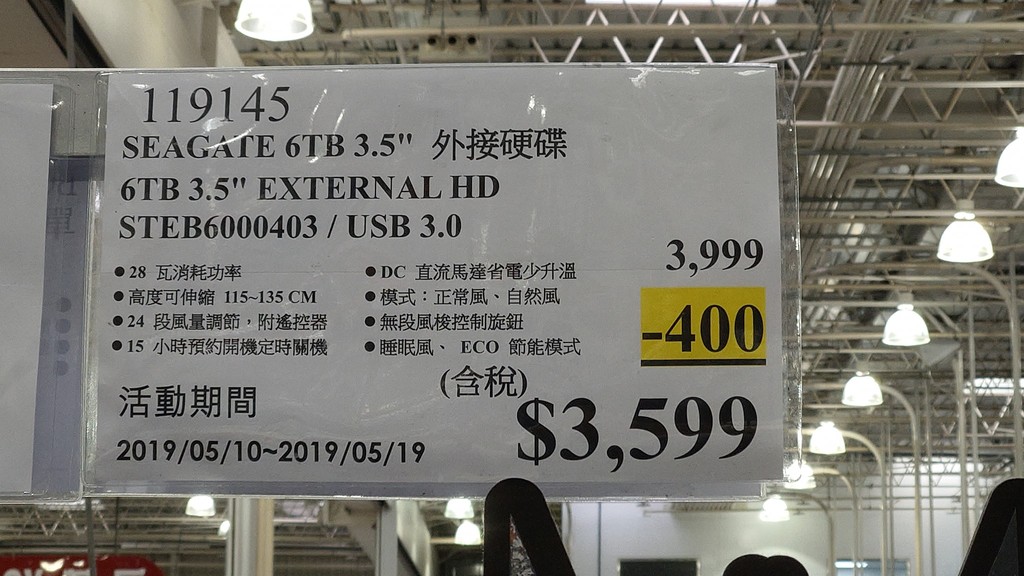 119145
SEAGATE 6TB 3.5" 外接硬碟
6TB 3.5" EXTERNAL HD
STEB6000403 / USB 3.0
3,999
●28 瓦消耗功率 ●DC 直流馬達省電少升溫
●高度可伸縮 115~135 CM ●模式：正常風、自然風
●24 段風量調節，附遙控器 ●無段風梭控制旋鈕
●15 小時預約開機定時關機 ●睡眠風、 ECO 節能模式
-400
(含稅)
活動期間
$3,599
2019/05/10~2019/05/19